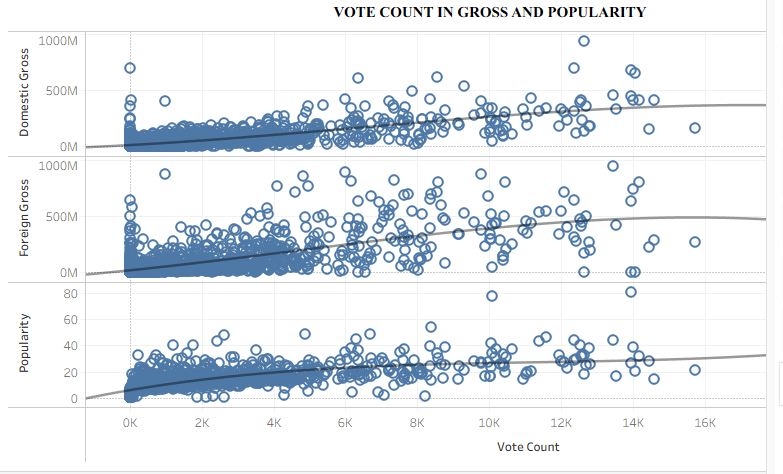 VOTE COUNT IN GROSS AND POPULARITY
Domestic Gross
1000M
500M
0M
Foreign Gross
1000M
500M
0M
Popularity
80
60
40
20
0
0K 2K 4K 6K 8K 10K 12K 14K 16K
Vote Count